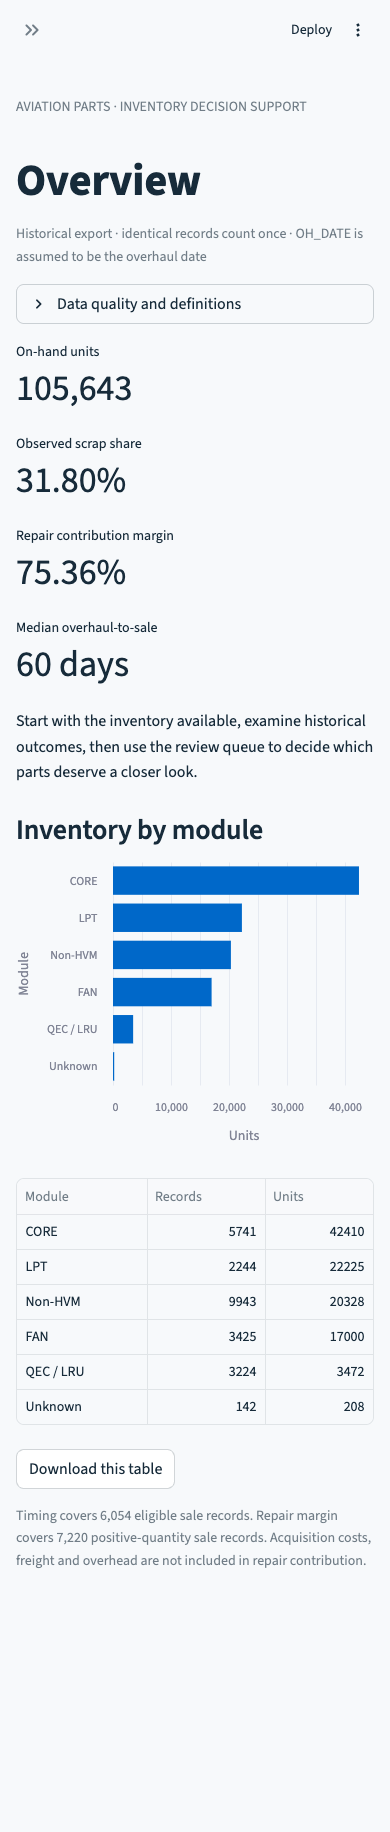 Deploy
AVIATION PARTS · INVENTORY DECISION SUPPORT
Overview
Historical export · identical records count once · OH_DATE is
assumed to be the overhaul date
Data quality and definitions
On-hand units
105,643
Observed scrap share
31.80%
Repair contribution margin
75.36%
Median overhaul-to-sale
60 days
Start with the inventory available, examine historical
outcomes, then use the review queue to decide which
parts deserve a closer look.
Inventory by module
Module
CORE
LPT
Non-HVM
FAN
QEC / LRU
Unknown
0 10,000 20,000 30,000 40,000
Units
Module Records Units
CORE 5741 42410
LPT 2244 22225
Non-HVM 9943 20328
FAN 3425 17000
QEC / LRU 3224 3472
Unknown 142 208
Download this table
Timing covers 6,054 eligible sale records. Repair margin
covers 7,220 positive-quantity sale records. Acquisition costs,
freight and overhead are not included in repair contribution.